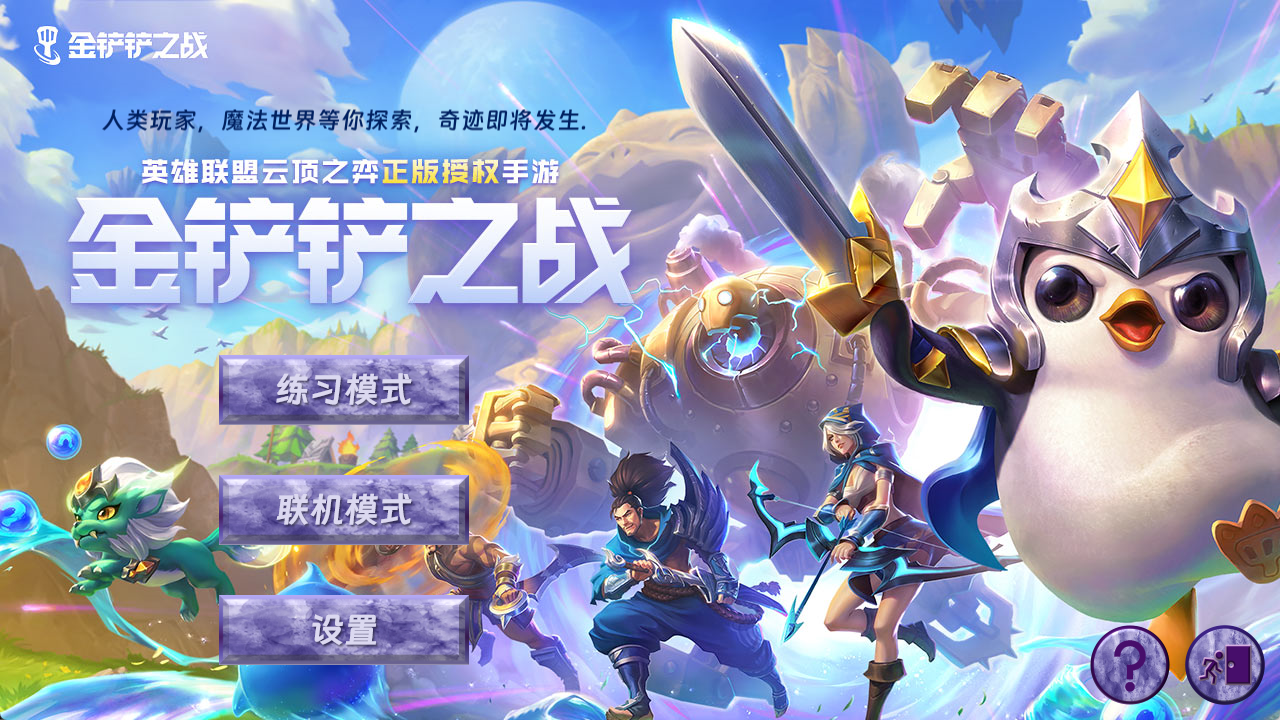 金铲铲之战
人类玩家，魔法世界等你探索，奇迹即将发生.
英雄联盟云顶之弈正版授权手游
金铲铲之战
练习模式
联机模式
设置
?